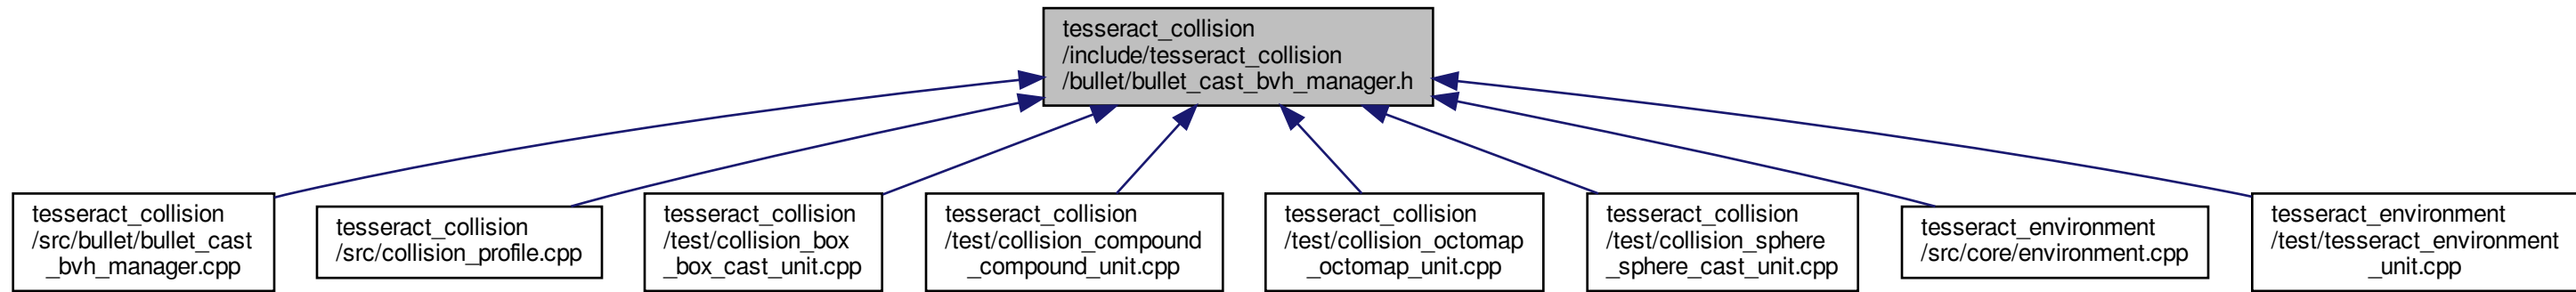 tesseract_collision
/include/tesseract_collision
/bullet/bullet_cast_bvh_manager.h
tesseract_collision
/src/bullet/bullet_cast
_bvh_manager.cpp
tesseract_collision
/src/collision_profile.cpp
tesseract_collision
/test/collision_box
_box_cast_unit.cpp
tesseract_collision
/test/collision_compound
_compound_unit.cpp
tesseract_collision
/test/collision_octomap
_octomap_unit.cpp
tesseract_collision
/test/collision_sphere
_sphere_cast_unit.cpp
tesseract_environment
/src/core/environment.cpp
tesseract_environment
/test/tesseract_environment
_unit.cpp